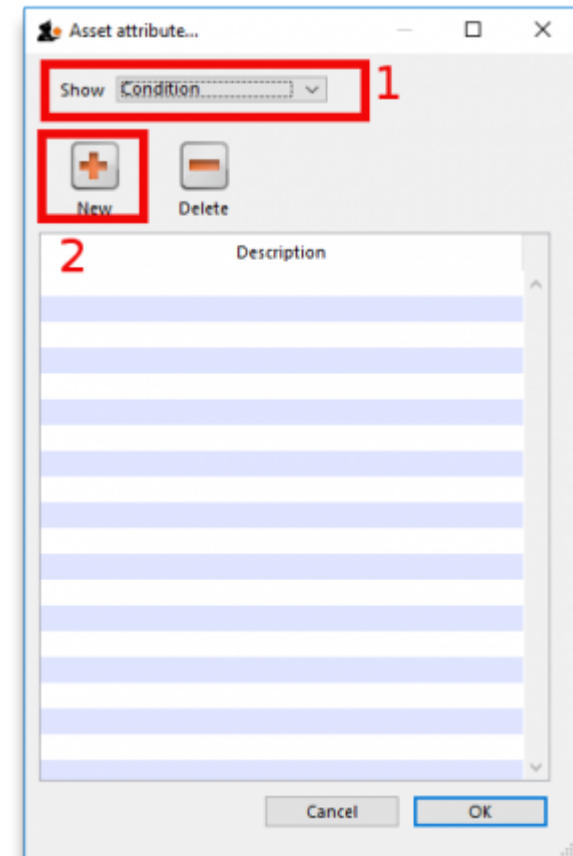 Asset attribute...
Show Condition 1
New Delete
2 Description
Cancel OK